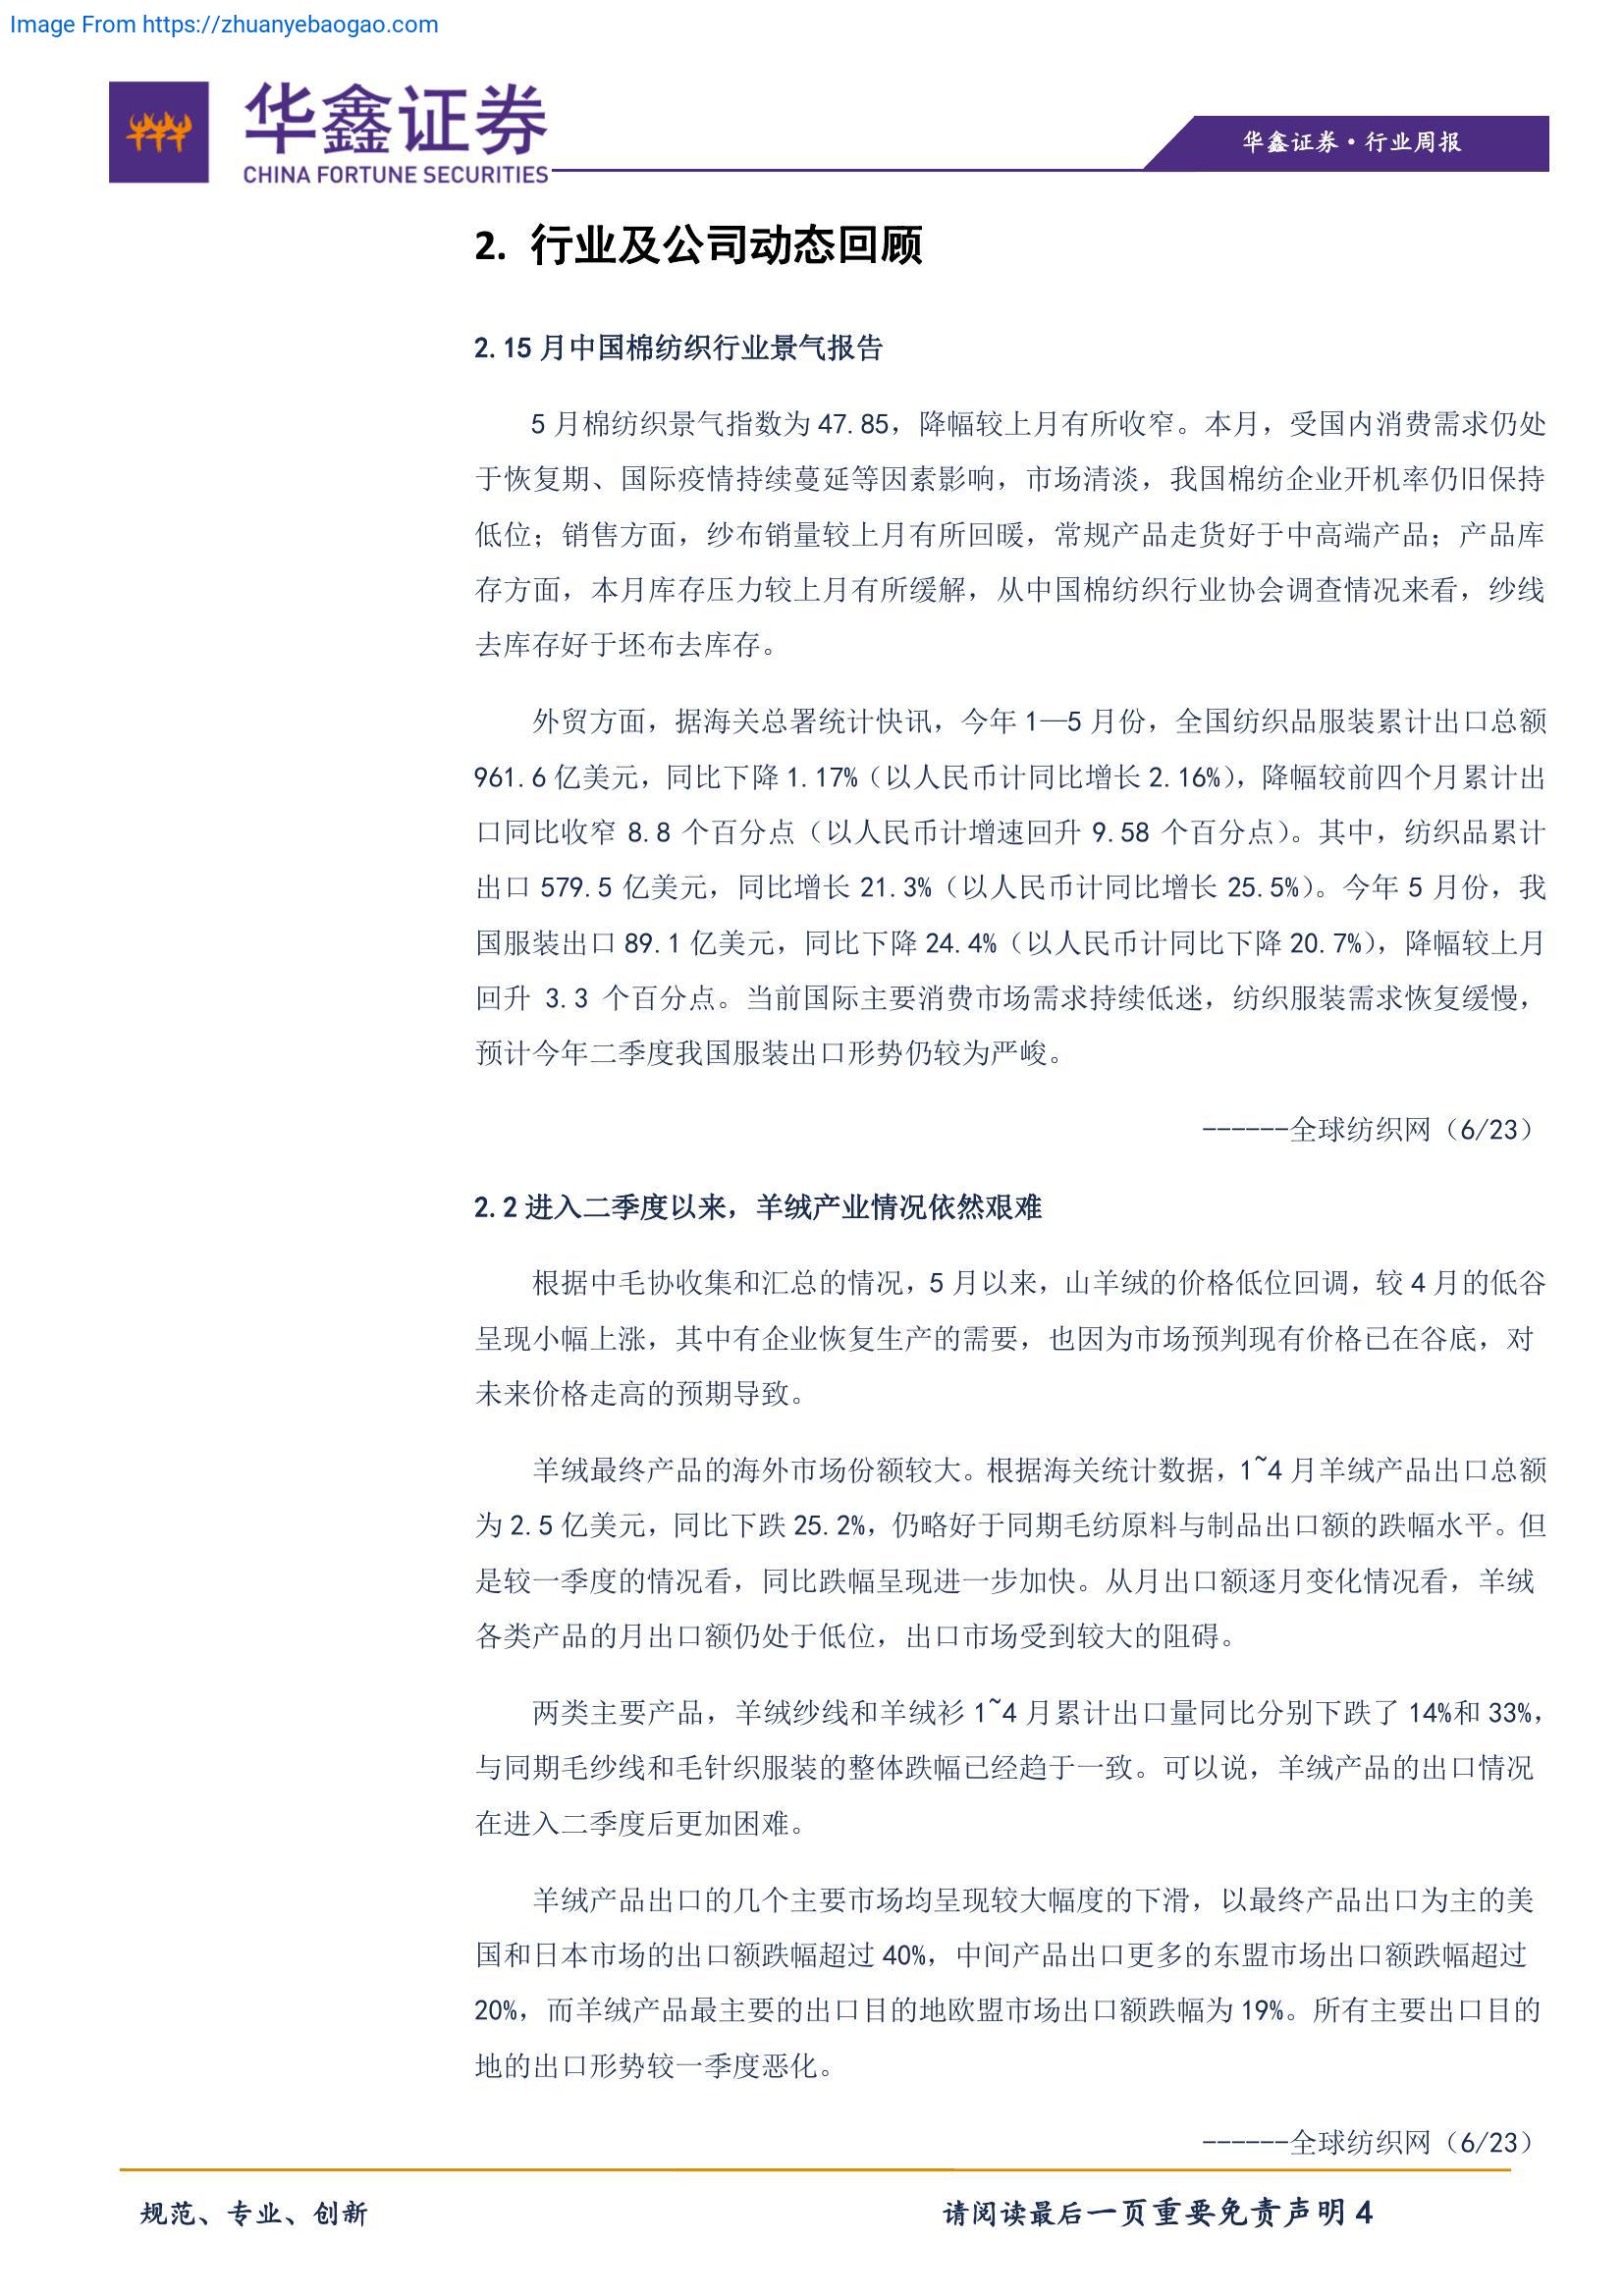 Image From https://zhuanyebaogao.com
华鑫证券
CHINA FORTUNE SECURITIES
华鑫证券·行业周报
2. 行业及公司动态回顾
2.15 月中国棉纺织行业景气报告
5 月棉纺织景气指数为 47.85，降幅较上月有所收窄。本月，受国内消费需求仍处
于恢复期、国际疫情持续蔓延等因素影响，市场清淡，我国棉纺企业开机率仍旧保持
低位；销售方面，纱布销量较上月有所回暖，常规产品走货好于中高端产品；产品库
存方面，本月库存压力较上月有所缓解，从中国棉纺织行业协会调查情况来看，纱线
去库存好于坯布去库存。
外贸方面，据海关总署统计快讯，今年 1—5 月份，全国纺织品服装累计出口总额
961.6 亿美元，同比下降 1.17%（以人民币计同比增长 2.16%），降幅较前四个月累计出
口同比收窄 8.8 个百分点（以人民币计增速回升 9.58 个百分点）。其中，纺织品累计
出口 579.5 亿美元，同比增长 21.3%（以人民币计同比增长 25.5%）。今年 5 月份，我
国服装出口 89.1 亿美元，同比下降 24.4%（以人民币计同比下降 20.7%），降幅较上月
回升 3.3 个百分点。当前国际主要消费市场需求持续低迷，纺织服装需求恢复缓慢，
预计今年二季度我国服装出口形势仍较为严峻。
------全球纺织网（6/23）
2.2 进入二季度以来，羊绒产业情况依然艰难
根据中毛协收集和汇总的情况，5 月以来，山羊绒的价格低位回调，较 4 月的低谷
呈现小幅上涨，其中有企业恢复生产的需要，也因为市场预判现有价格已在谷底，对
未来价格走高的预期导致。
羊绒最终产品的海外市场份额较大。根据海关统计数据，1~4 月羊绒产品出口总额
为 2.5 亿美元，同比下跌 25.2%，仍略好于同期毛纺原料与制品出口额的跌幅水平。但
是较一季度的情况看，同比跌幅呈现进一步加快。从月出口额逐月变化情况看，羊绒
各类产品的月出口额仍处于低位，出口市场受到较大的阻碍。
两类主要产品，羊绒纱线和羊绒衫 1~4 月累计出口量同比分别下跌了 14%和 33%，
与同期毛纱线和毛针织服装的整体跌幅已经趋于一致。可以说，羊绒产品的出口情况
在进入二季度后更加困难。
羊绒产品出口的几个主要市场均呈现较大幅度的下滑，以最终产品出口为主的美
国和日本市场的出口额跌幅超过 40%，中间产品出口更多的东盟市场出口额跌幅超过
20%，而羊绒产品最主要的出口目的地欧盟市场出口额跌幅为 19%。所有主要出口目的
地的出口形势较一季度恶化。
------全球纺织网（6/23）
规范、专业、创新
请阅读最后一页重要免责声明 4